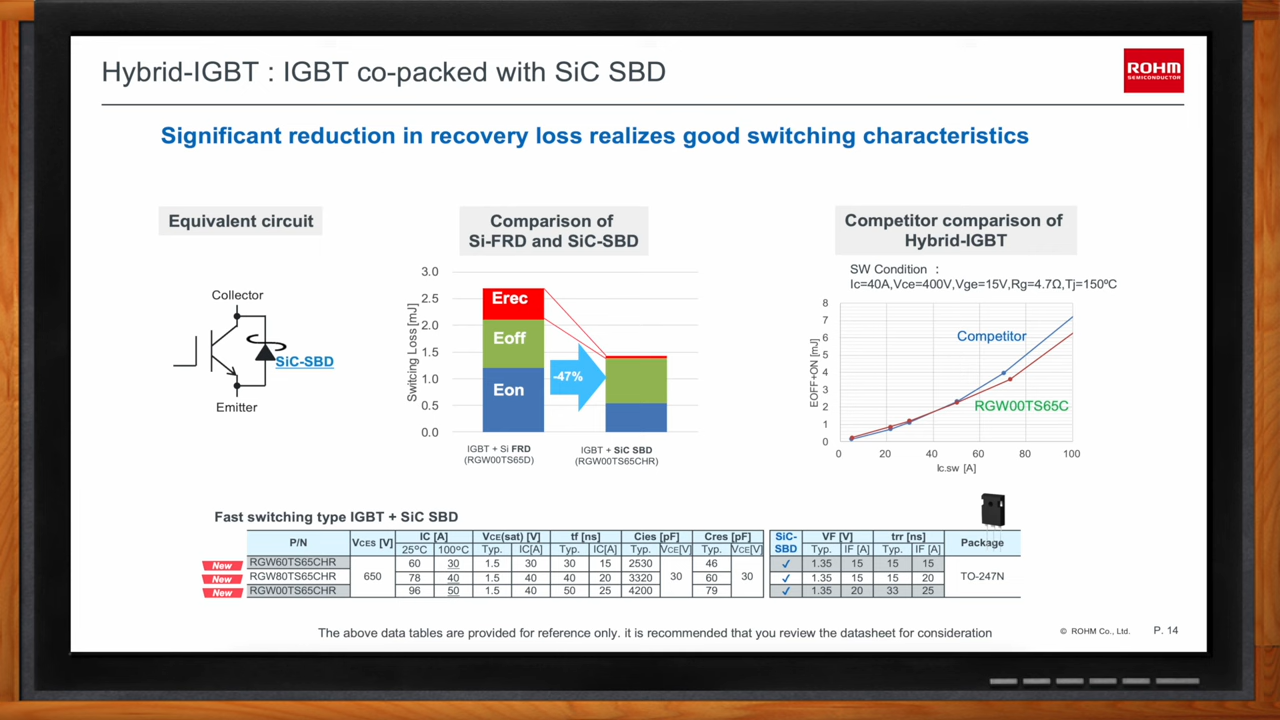 Hybrid-IGBT : IGBT co-packed with SiC SBD
ROHM
SEMICONDUCTOR
Significant reduction in recovery loss realizes good switching characteristics
Equivalent circuit
Collector
SiC-SBD
Emitter
Comparison of
Si-FRD and SiC-SBD
Switcing Loss [mJ]
3.0
2.5
2.0
1.5
1.0
0.5
0.0
Erec
Eoff
Eon
-47%
IGBT + Si FRD
(RGW00TS65D)
IGBT + SiC SBD
(RGW00TS65CHR)
Competitor comparison of
Hybrid-IGBT
SW Condition :
Ic=40A,Vce=400V,Vge=15V,Rg=4.7Ω,Tj=150ºC
EOFF+ON [mJ]
8
7
6
5
4
3
2
1
0
Competitor
RGW00TS65C
0 20 40 60 80 100
Ic.sw [A]
Fast switching type IGBT + SiC SBD
P/N VCES [V] IC [A] VCE(sat) [V] tf [ns] Cies [pF] Cres [pF] SiC-SBD VF [V] trr [ns] Package
25ºC 100ºC Typ. IC[A] Typ. IC[A] Typ. VCE[V] Typ. VCE[V] Typ. IF [A] Typ. IF [A]
New RGW60TS65CHR 650 60 30 1.5 30 30 15 2530 30 46 30 ✓ 1.35 15 15 15 TO-247N
New RGW80TS65CHR 78 40 1.5 40 40 20 3320 60 ✓ 1.35 15 15 20
New RGW00TS65CHR 96 50 1.5 40 50 25 4200 79 ✓ 1.35 20 33 25
The above data tables are provided for reference only. it is recommended that you review the datasheet for consideration
© ROHM Co., Ltd.
P. 14